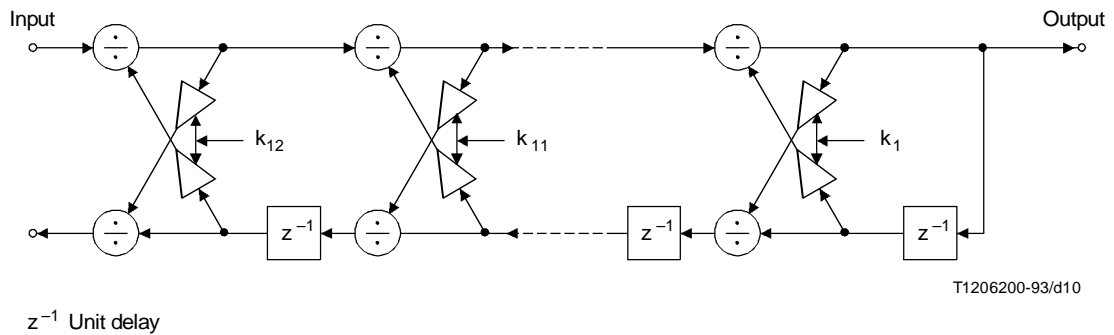 Input
Output
÷
÷
÷
k12
k11
k1
÷
z−1
÷
z−1
÷
z−1
T1206200-93/d10
z−1 Unit delay